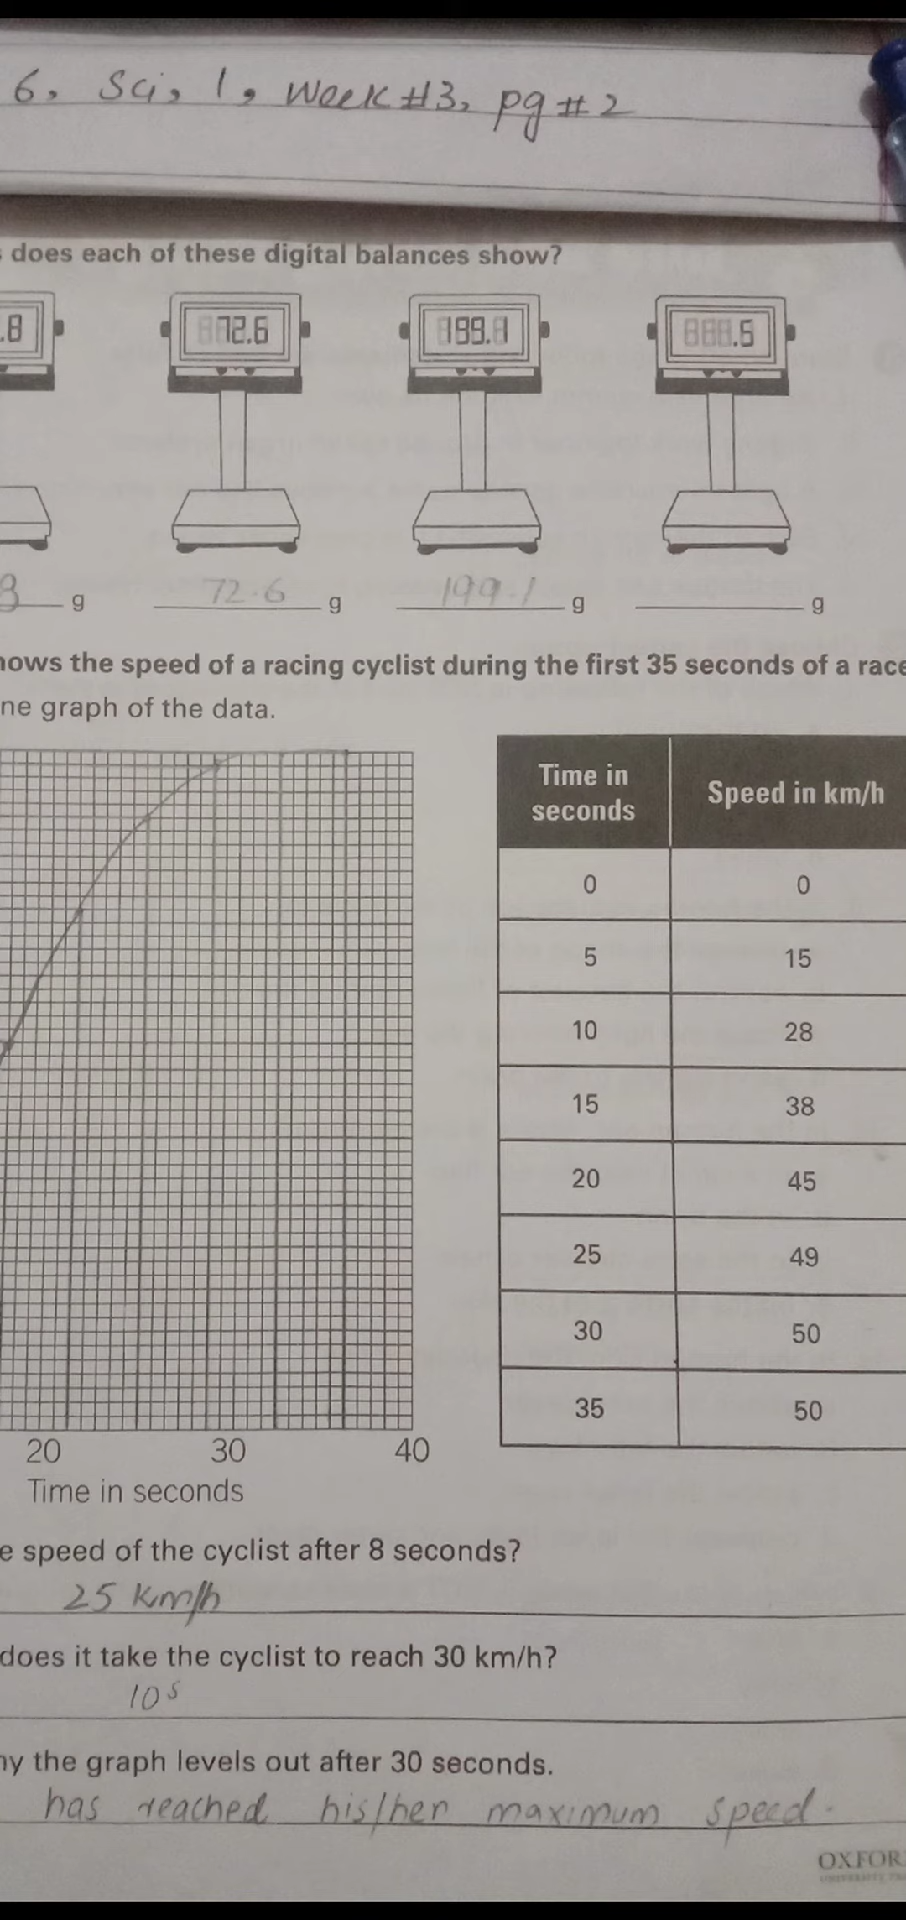 6, Sci, 1, Week #3, pg # 2
does each of these digital balances show?
.8 72.6 199.1 .5
g 72.6 g 199.1 g g
ows the speed of a racing cyclist during the first 35 seconds of a race
ne graph of the data.
Time in seconds Speed in km/h
0 0
5 15
10 28
15 38
20 45
25 49
30 50
35 50
20 30 40
Time in seconds
e speed of the cyclist after 8 seconds?
25 km/h
does it take the cyclist to reach 30 km/h?
10s
y the graph levels out after 30 seconds.
has reached his/her maximum speed.
OXFOR